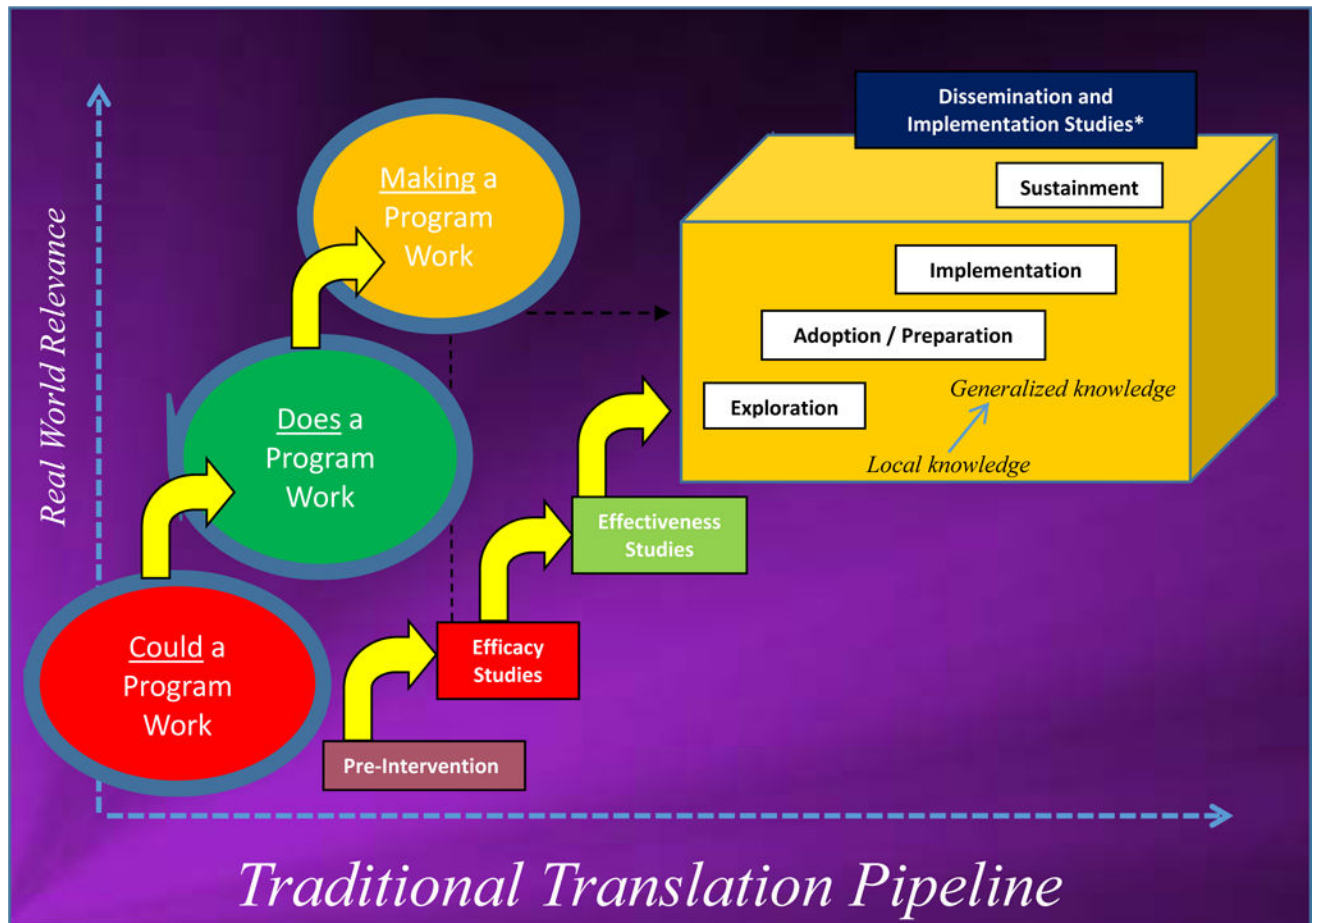 Real World Relevance
Making a
Program
Work
Does a
Program
Work
Could a
Program
Work
Pre-Intervention
Efficacy
Studies
Effectiveness
Studies
Dissemination and
Implementation Studies*
Sustainment
Implementation
Adoption / Preparation
Exploration
Generalized knowledge
Local knowledge
Traditional Translation Pipeline